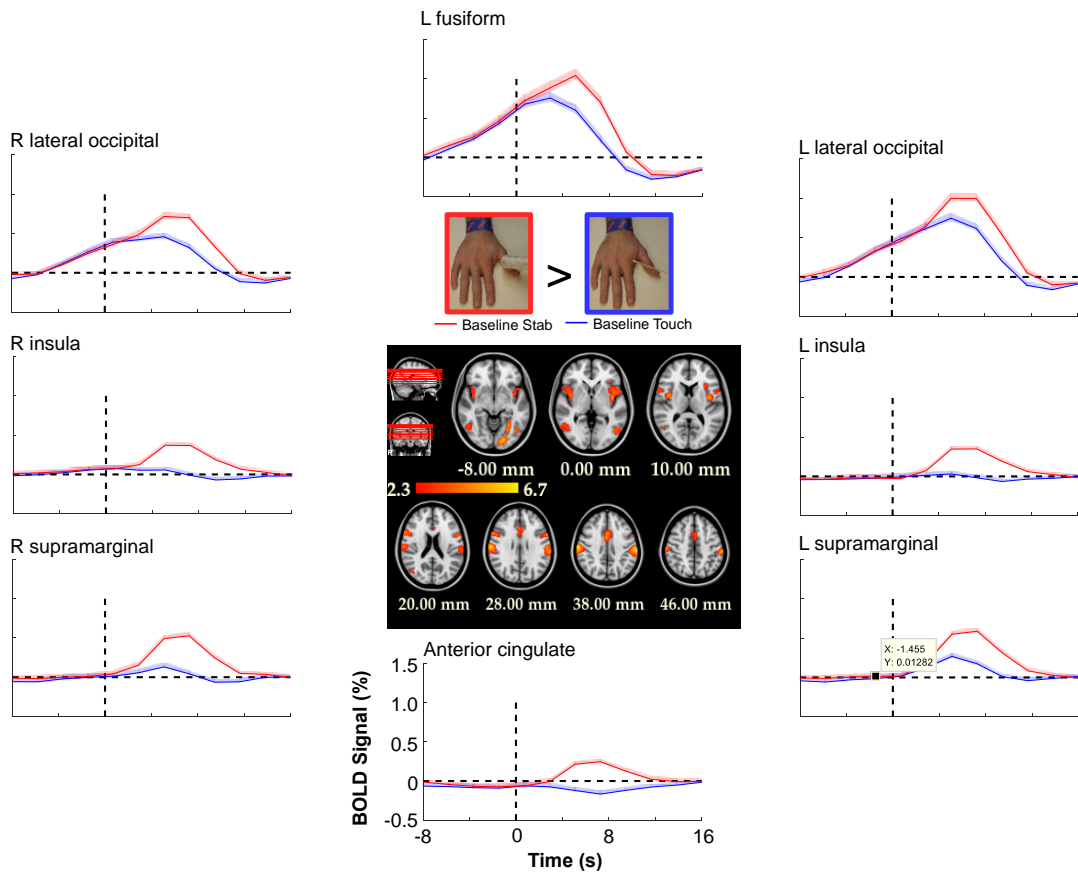 L fusiform
R lateral occipital
L lateral occipital
>
Baseline Stab
Baseline Touch
R insula
L insula
-8.00 mm
0.00 mm
10.00 mm
2.3
6.7
R
R supramarginal
L supramarginal
20.00 mm
28.00 mm
38.00 mm
46.00 mm
X: -1.455
Y: 0.01282
Anterior cingulate
1.5
1.0
0.5
0
-0.5
BOLD Signal (%)
-8
0
8
16
Time (s)